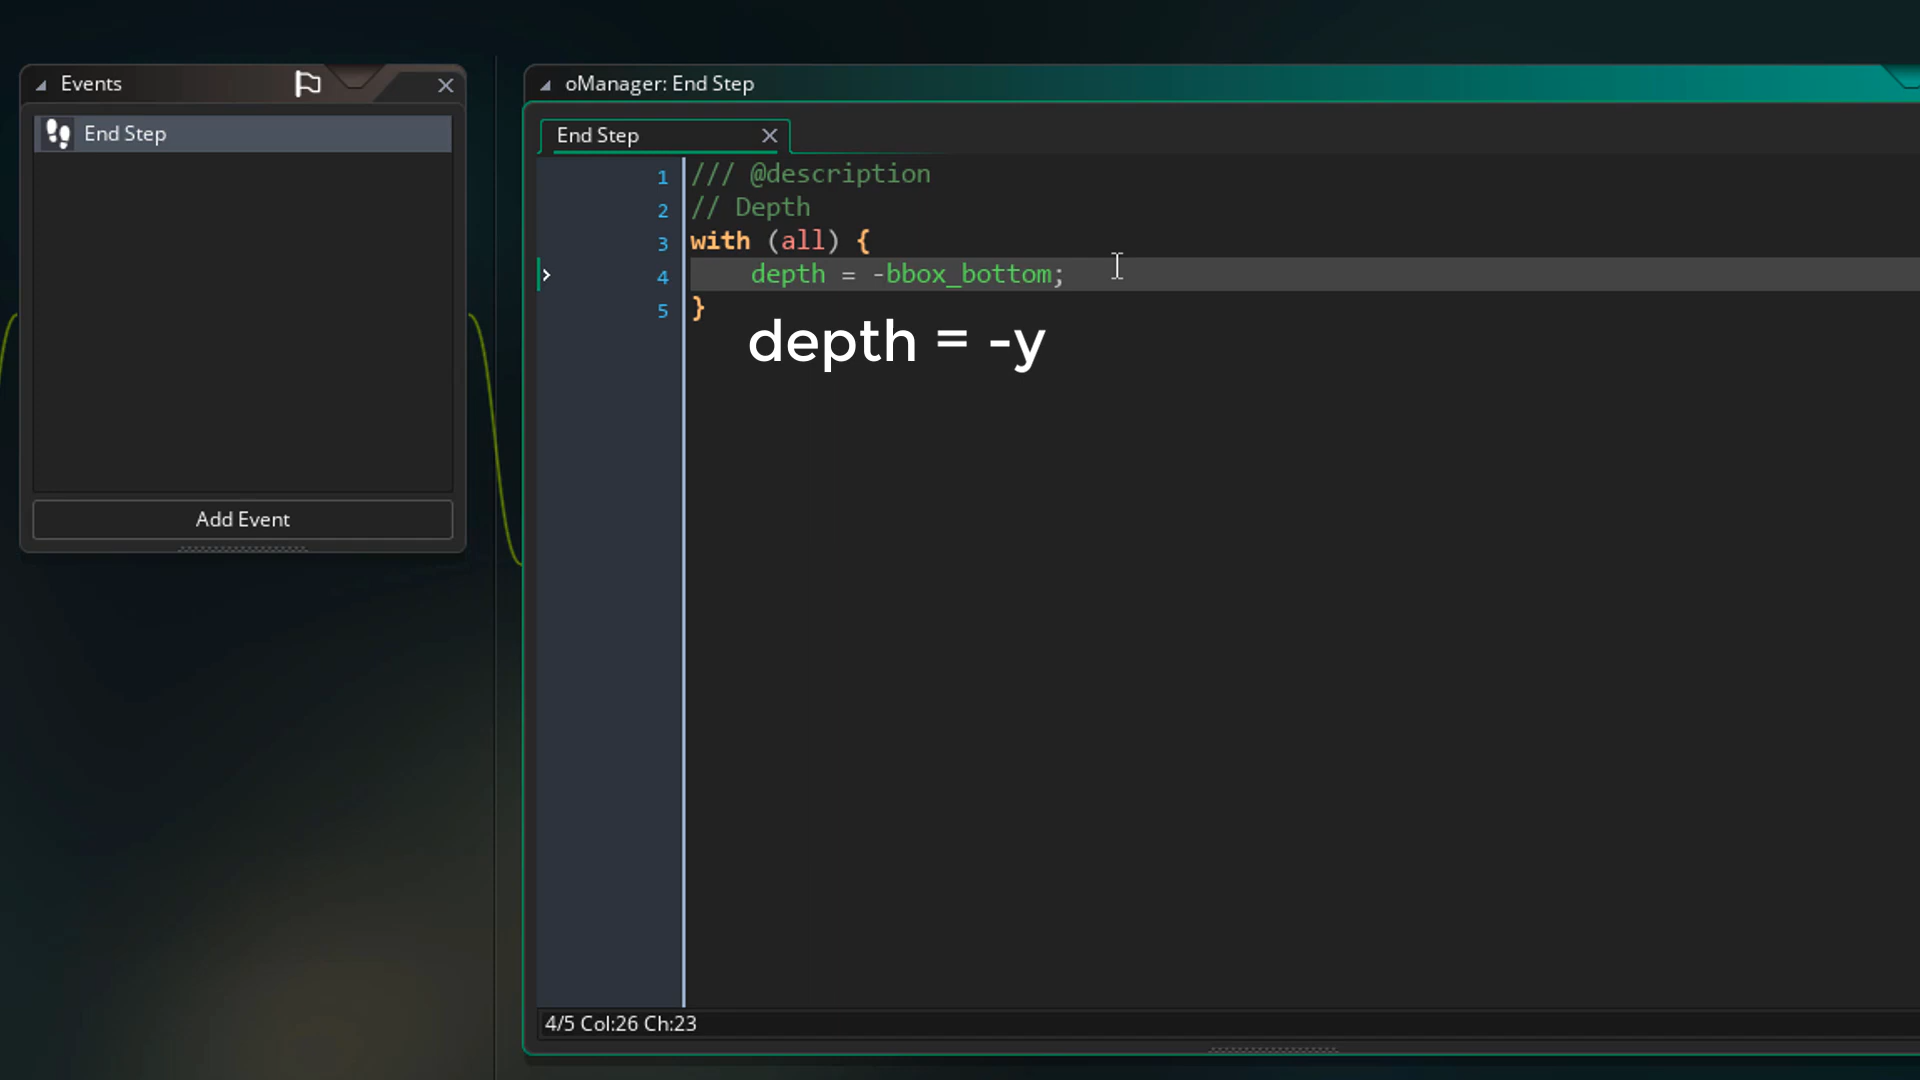 Events
End Step
Add Event
oManager: End Step
End Step
1 /// @description
2 // Depth
3 with (all) {
4 depth = -bbox_bottom;
5 }
depth = -y
4/5 Col:26 Ch:23